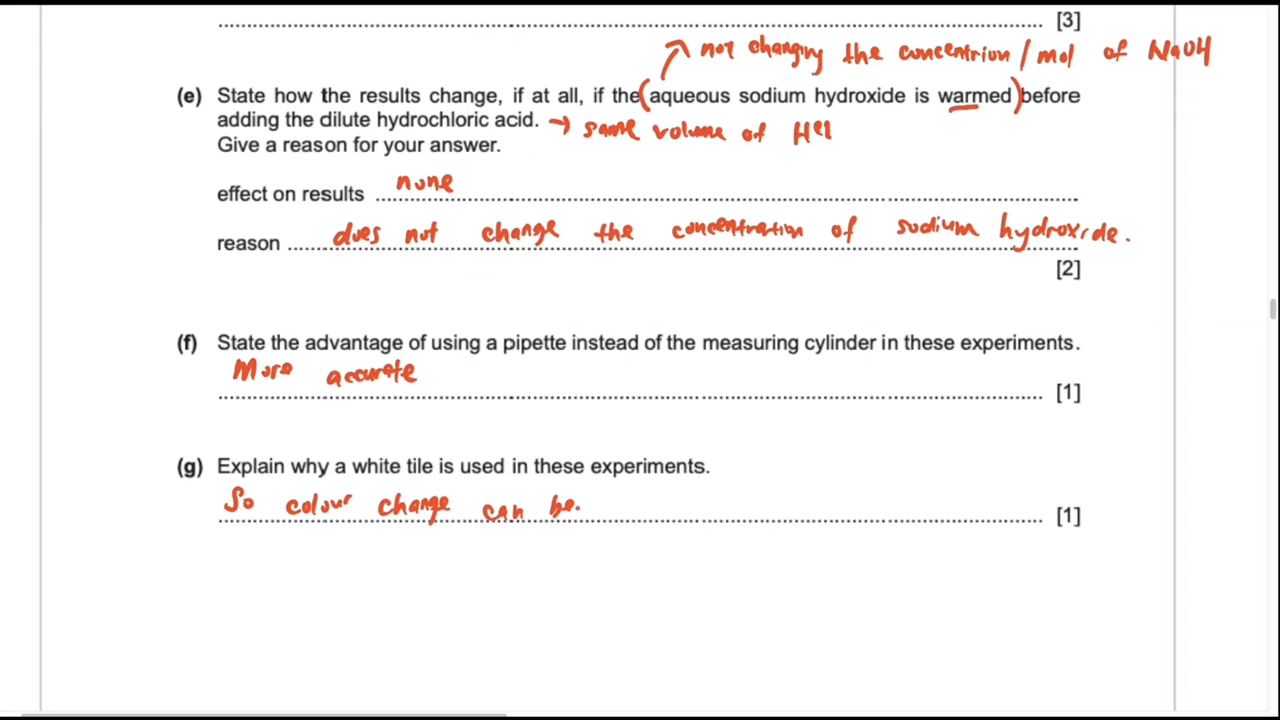 [3]
not changing the concentrion / mol of NaOH
(e) State how the results change, if at all, if the (aqueous sodium hydroxide is warmed) before
adding the dilute hydrochloric acid. → same volume of HCl
Give a reason for your answer.
effect on results none
reason does not change the concentration of sodium hydroxide.
[2]
(f) State the advantage of using a pipette instead of the measuring cylinder in these experiments.
More accurate
[1]
(g) Explain why a white tile is used in these experiments.
So colour change can be
[1]